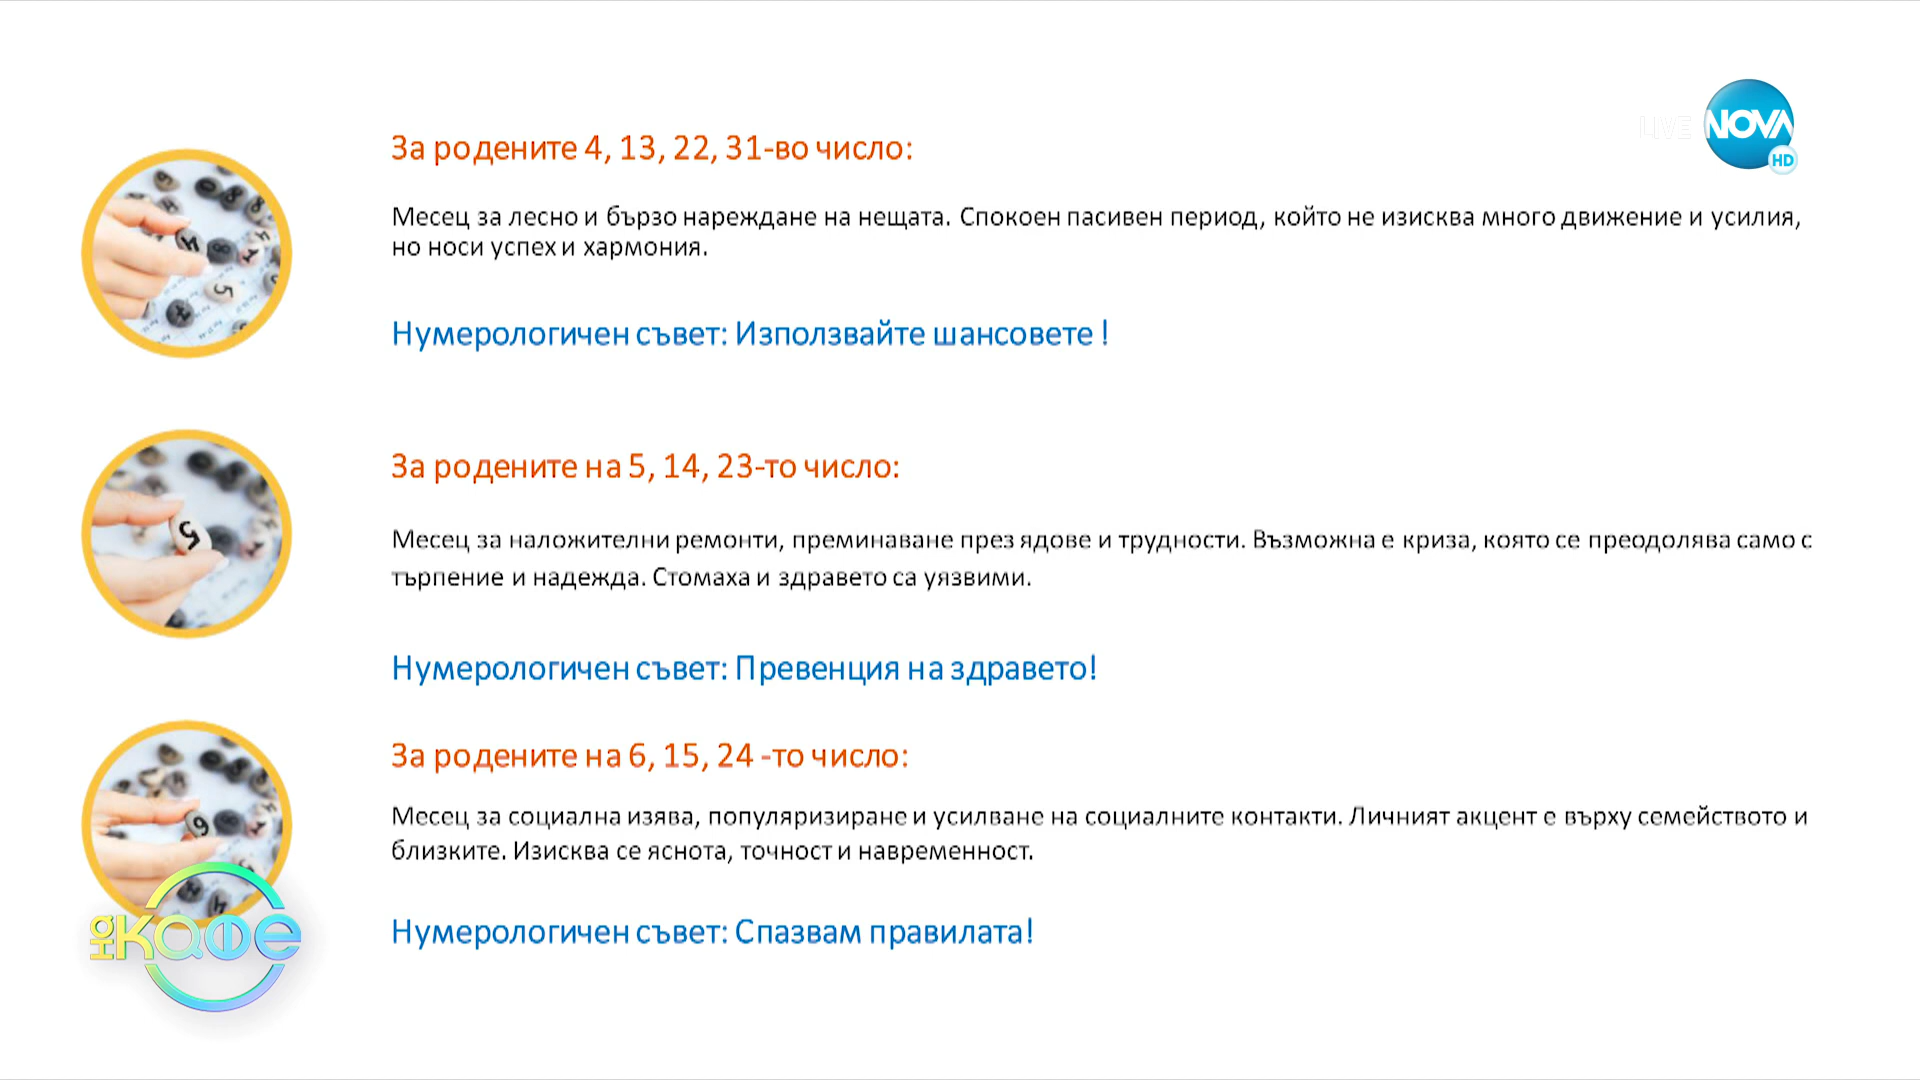 LIVE NOVA
HD
За родените 4, 13, 22, 31-во число:
Месец за лесно и бързо нареждане на нещата. Спокоен пасивен период, който не изисква много движение и усилия,
но носи успех и хармония.
Нумерологичен съвет: Използвайте шансовете !
За родените на 5, 14, 23-то число:
Месец за наложителни ремонти, преминаване през ядове и трудности. Възможна е криза, която се преодолява само с
търпение и надежда. Стомаха и здравето са уязвими.
Нумерологичен съвет: Превенция на здравето!
За родените на 6, 15, 24 -то число:
Месец за социална изява, популяризиране и усилване на социалните контакти. Личният акцент е върху семейството и
близките. Изисква се яснота, точност и навременност.
Нумерологичен съвет: Спазвам правилата!
на кафе